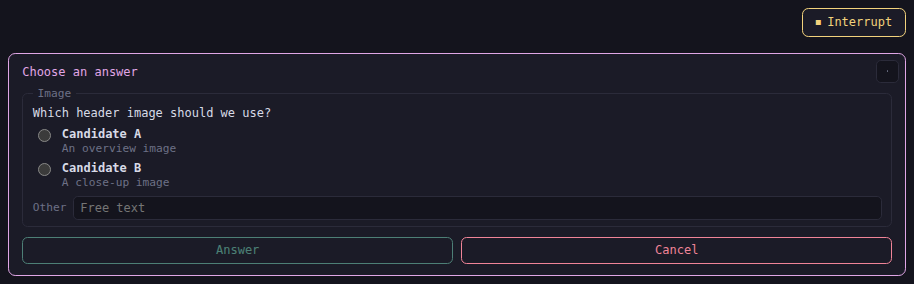 Interrupt
Choose an answer
Image
Which header image should we use?
Candidate A
An overview image
Candidate B
A close-up image
Other Free text
Answer Cancel